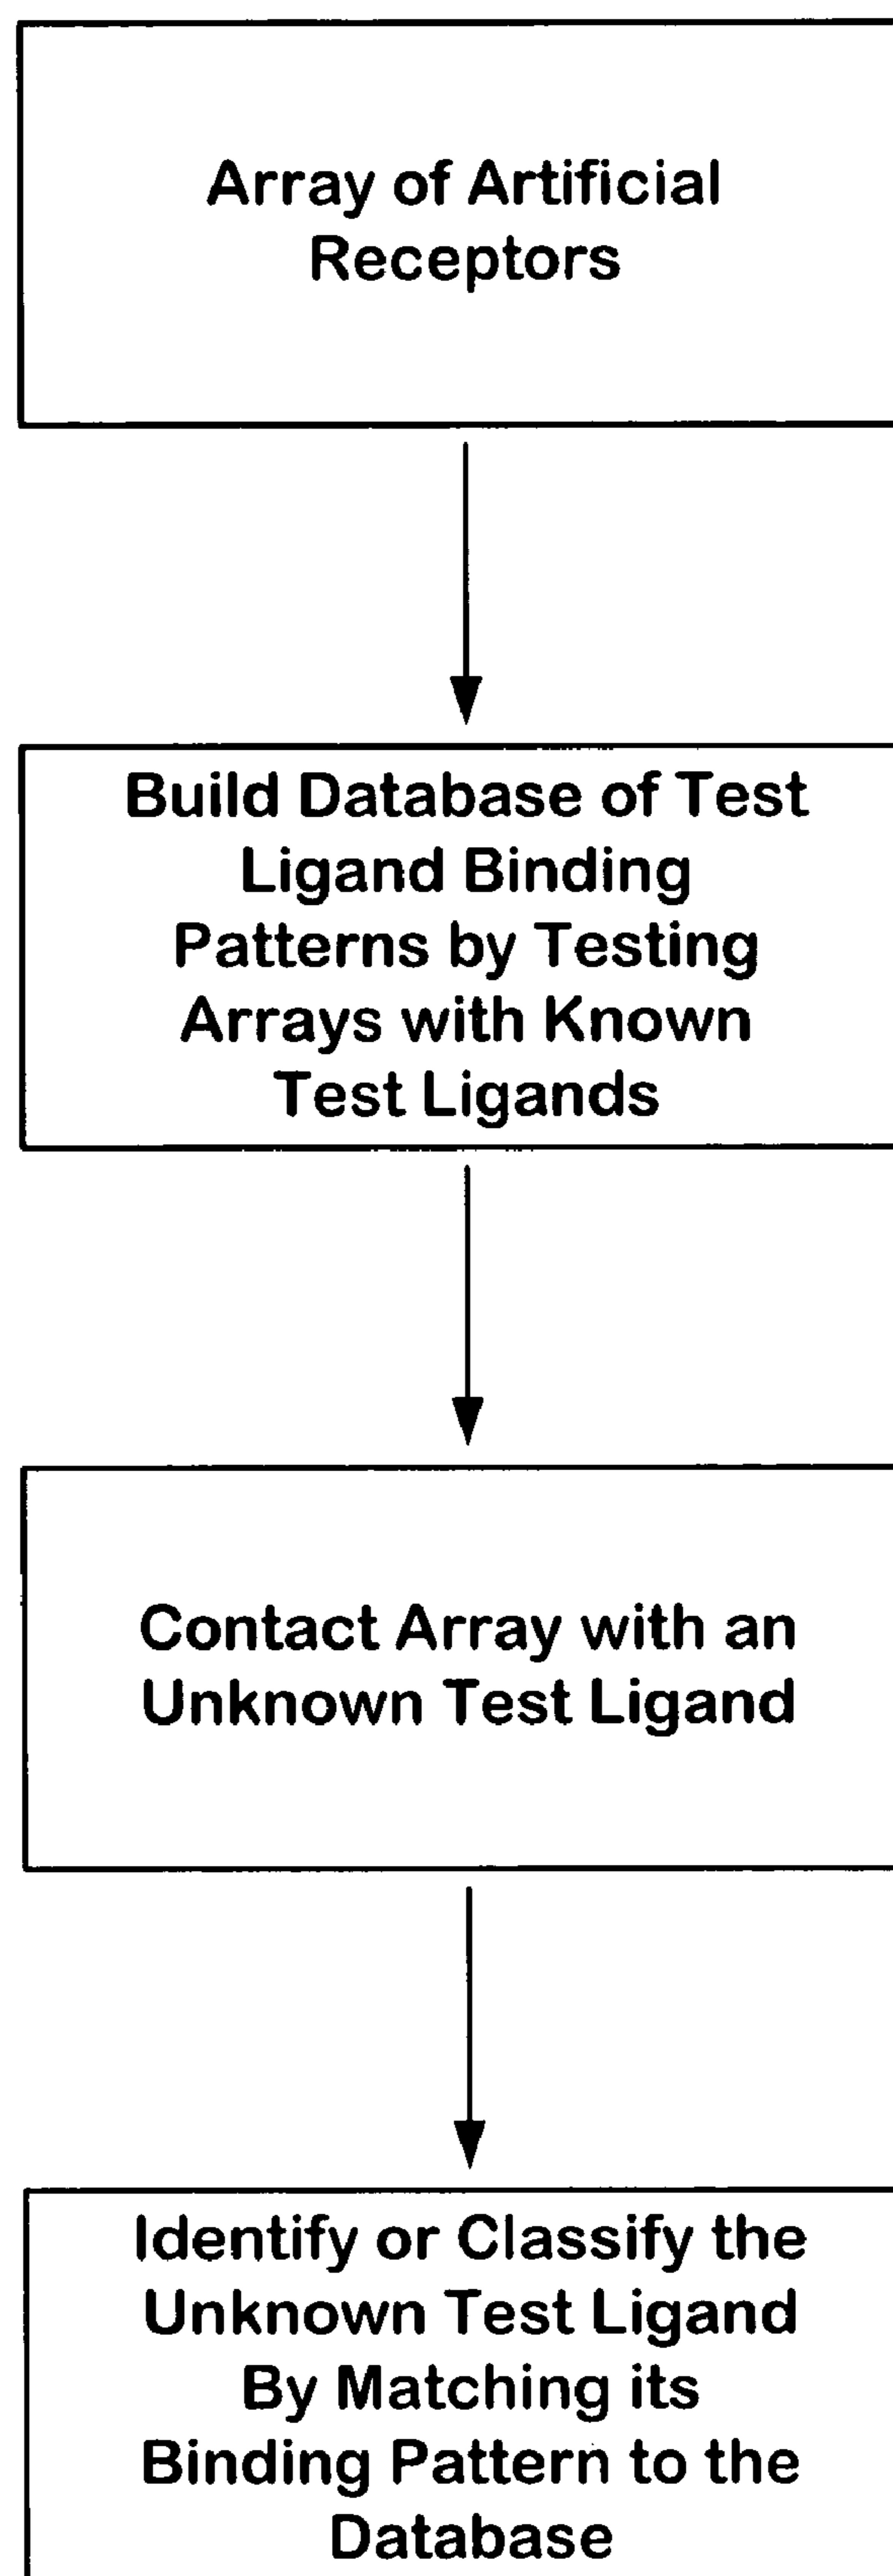 Array of Artificial
Receptors
Build Database of Test
Ligand Binding
Patterns by Testing
Arrays with Known
Test Ligands
Contact Array with an
Unknown Test Ligand
Identify or Classify the
Unknown Test Ligand
By Matching its
Binding Pattern to the
Database